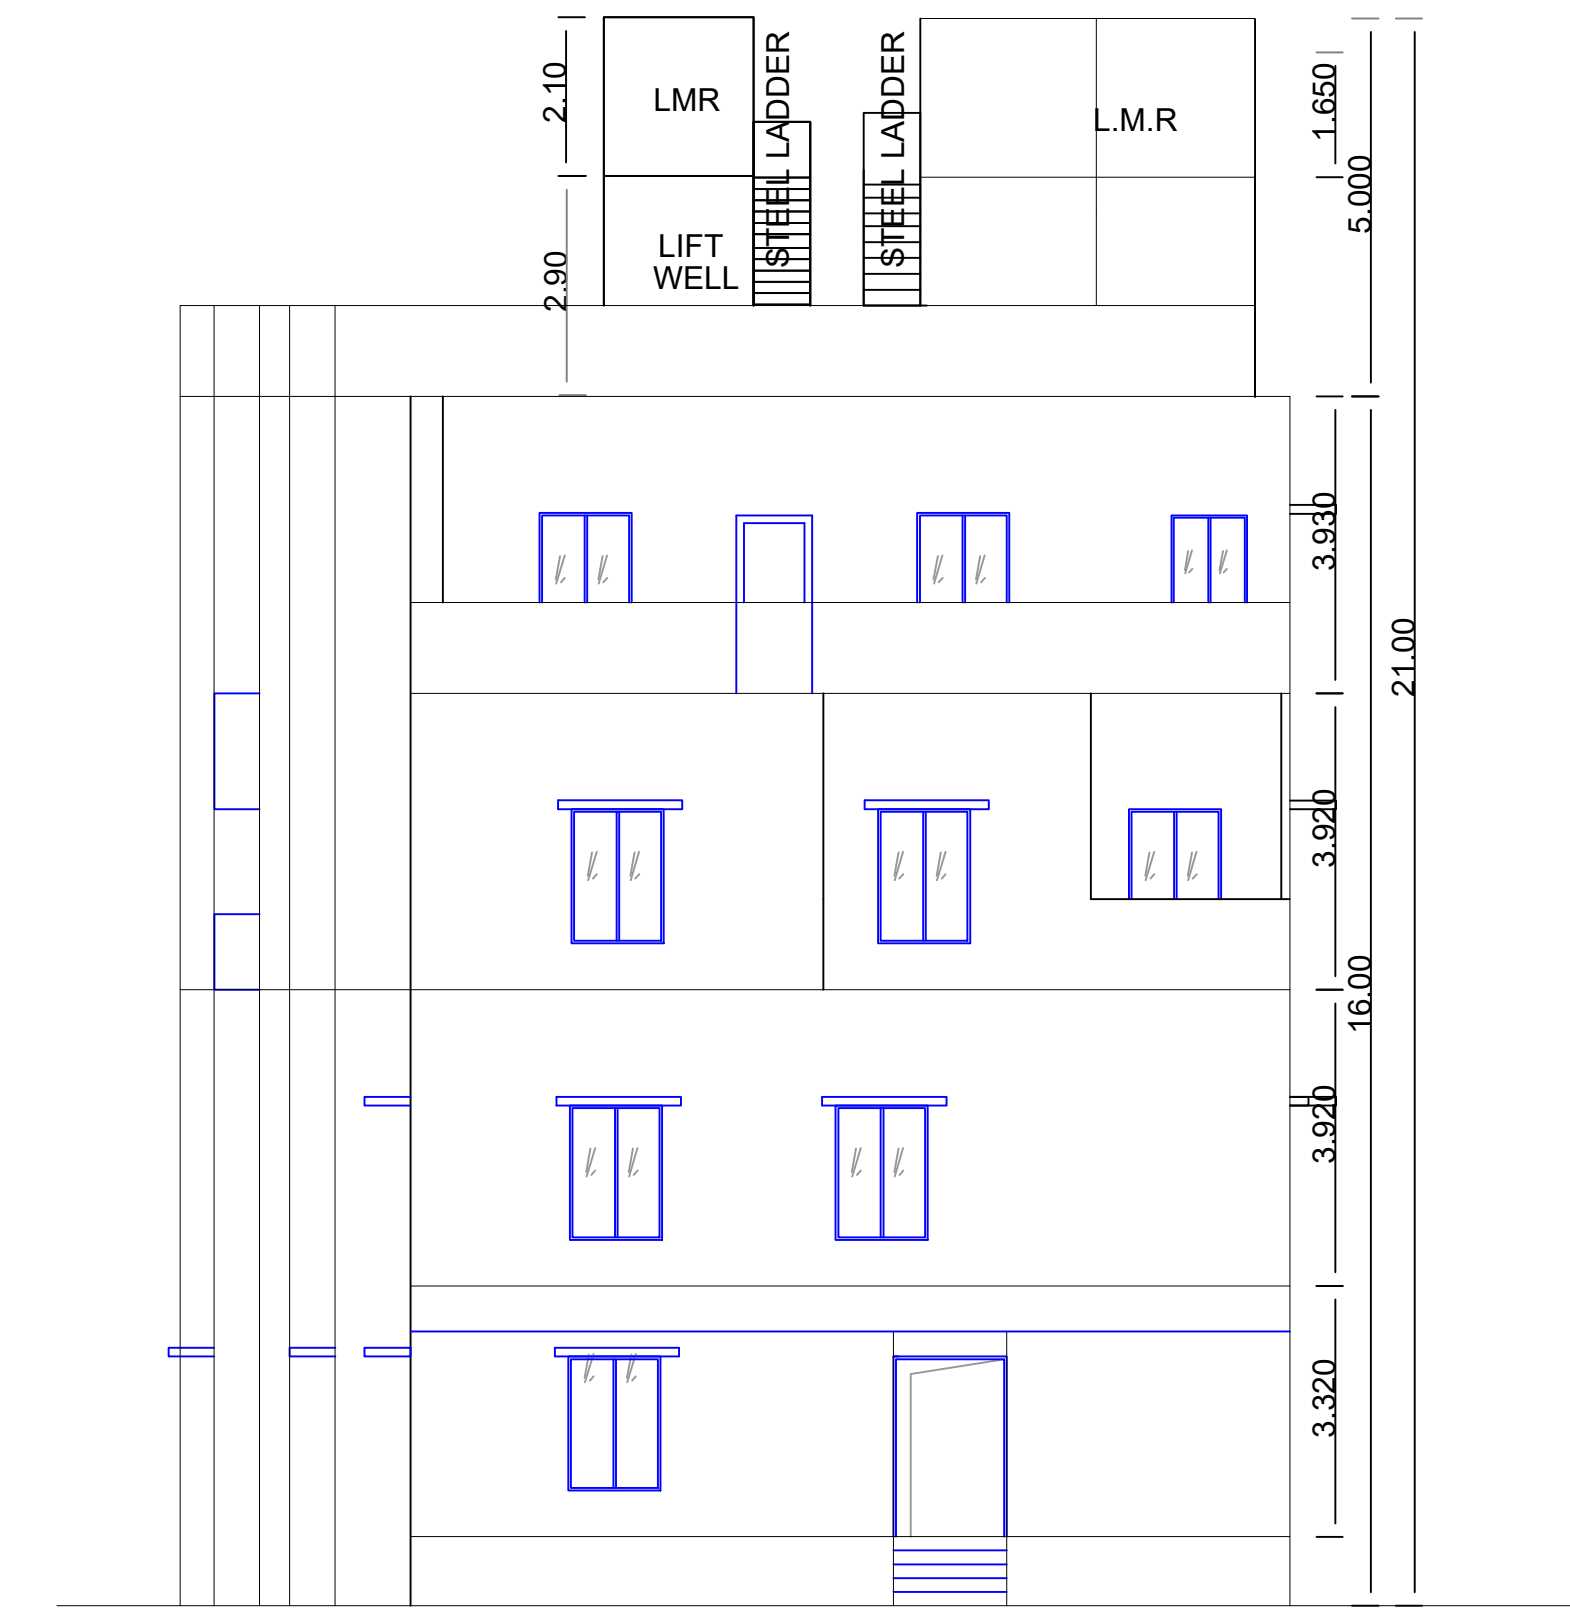 2.10
LMR
STEEL LADDER
STEEL LADDER
L.M.R
1.650
5.000
2.90
LIFT
WELL
3.930
21.00
3.920
16.00
3.920
3.320